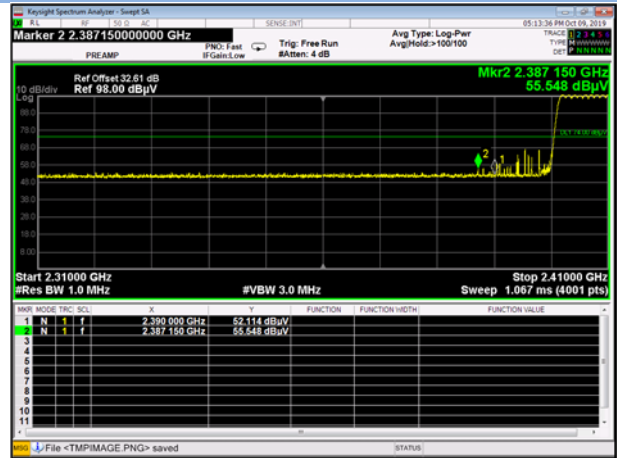 Keysight Spectrum Analyzer - Swept SA
RL RF 50 Ω AC SENSE:INT 05:13:36 PM Oct 09, 2019
Marker 2 2.387150000000 GHz
PREAMP
PNO: Fast
IFGain:Low
Trig: Free Run
#Atten: 4 dB
Avg Type: Log-Pwr
Avg|Hold:>100/100
TRACE 1 2 3 4 5 6
TYPE M
DET P N N N N N
Mkr2 2.387 150 GHz
55.548 dBµV
Ref Offset 32.61 dB
10 dB/div Ref 98.00 dBµV
Log
88.0
78.0
68.0
58.0
48.0
38.0
28.0
18.0
8.00
DL1 74.00 dBµV
2
1
Start 2.31000 GHz
#Res BW 1.0 MHz
#VBW 3.0 MHz
Stop 2.41000 GHz
Sweep 1.067 ms (4001 pts)
MKR MODE TRC SCL X Y FUNCTION FUNCTION WIDTH FUNCTION VALUE
1 N 1 f 2.390 000 GHz 52.114 dBµV
2 N 1 f 2.387 150 GHz 55.548 dBµV
3
4
5
6
7
8
9
10
11
MSG File <TMPIMAGE.PNG> saved STATUS